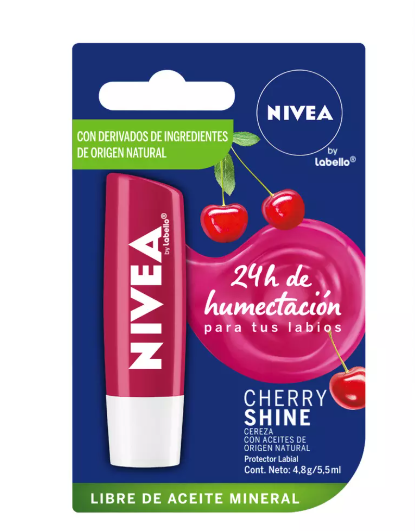 CON DERIVADOS DE INGREDIENTES
DE ORIGEN NATURAL
NIVEA
by
Labello®
NIVEA
by Labello®
24h de
humectación
para tus labios
CHERRY
SHINE
CEREZA
CON ACEITES DE
ORIGEN NATURAL
Protector Labial
Cont. Neto: 4,8g/5,5ml
LIBRE DE ACEITE MINERAL